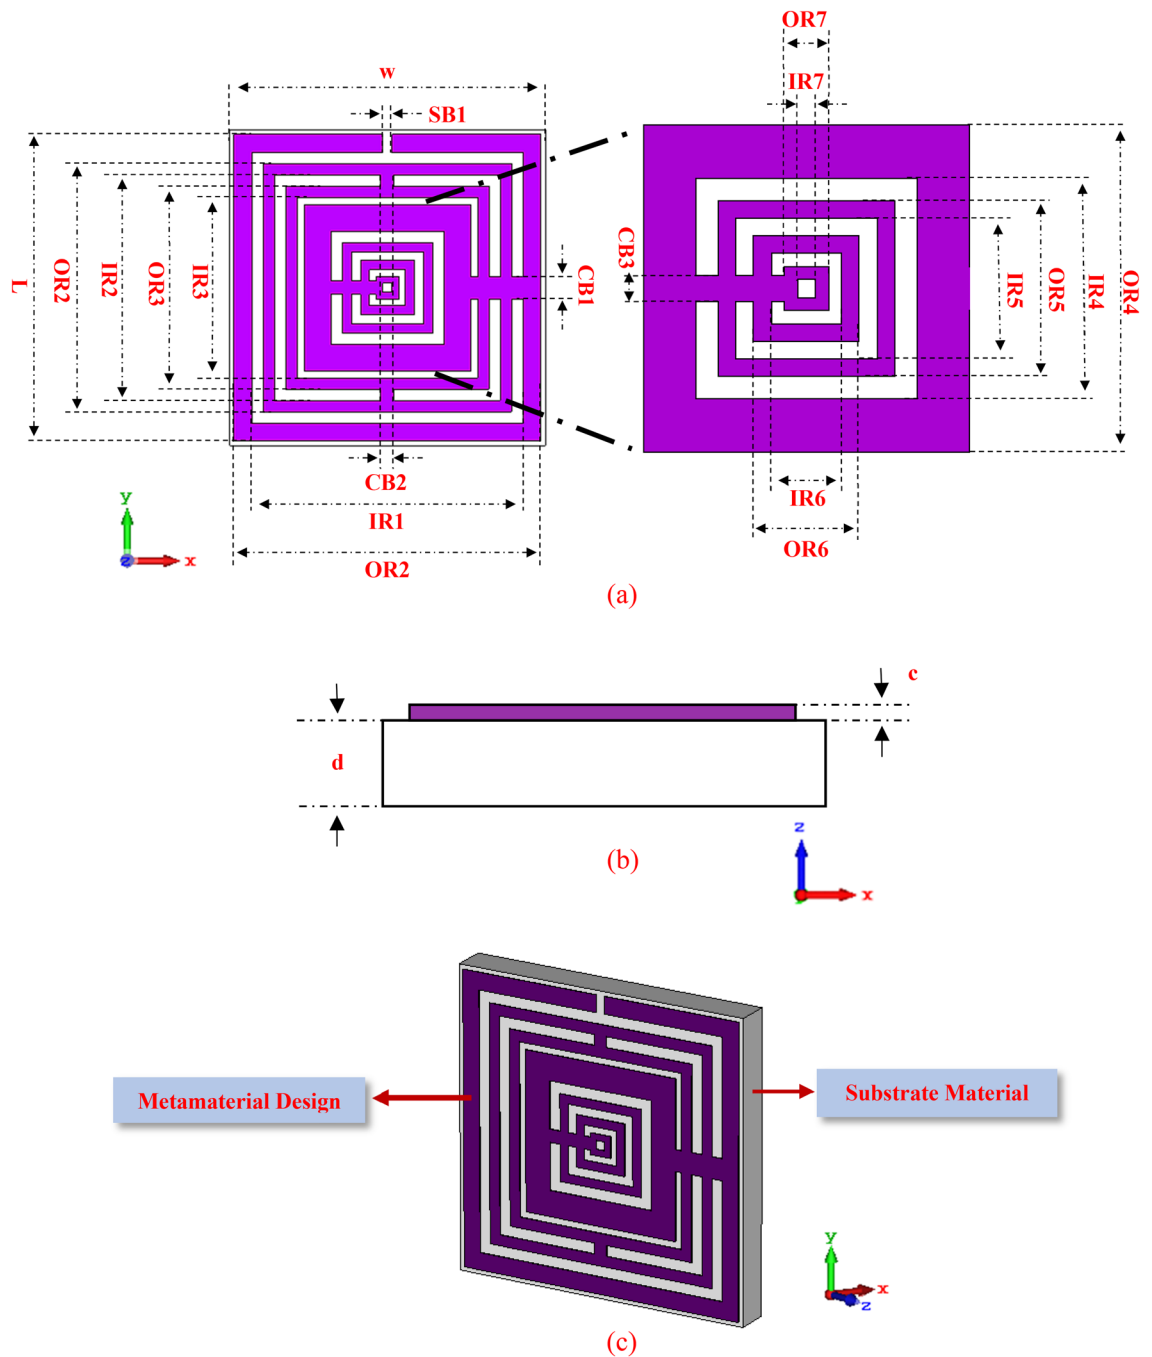 OR7
w
IR7
SB1
L
OR2
IR2
OR3
IR3
CB1
CB3
IR5
OR5
IR4
OR4
CB2
IR6
IR1
OR6
OR2
y
z
x
(a)
c
d
z
x
(b)
Metamaterial Design
Substrate Material
y
x
z
(c)